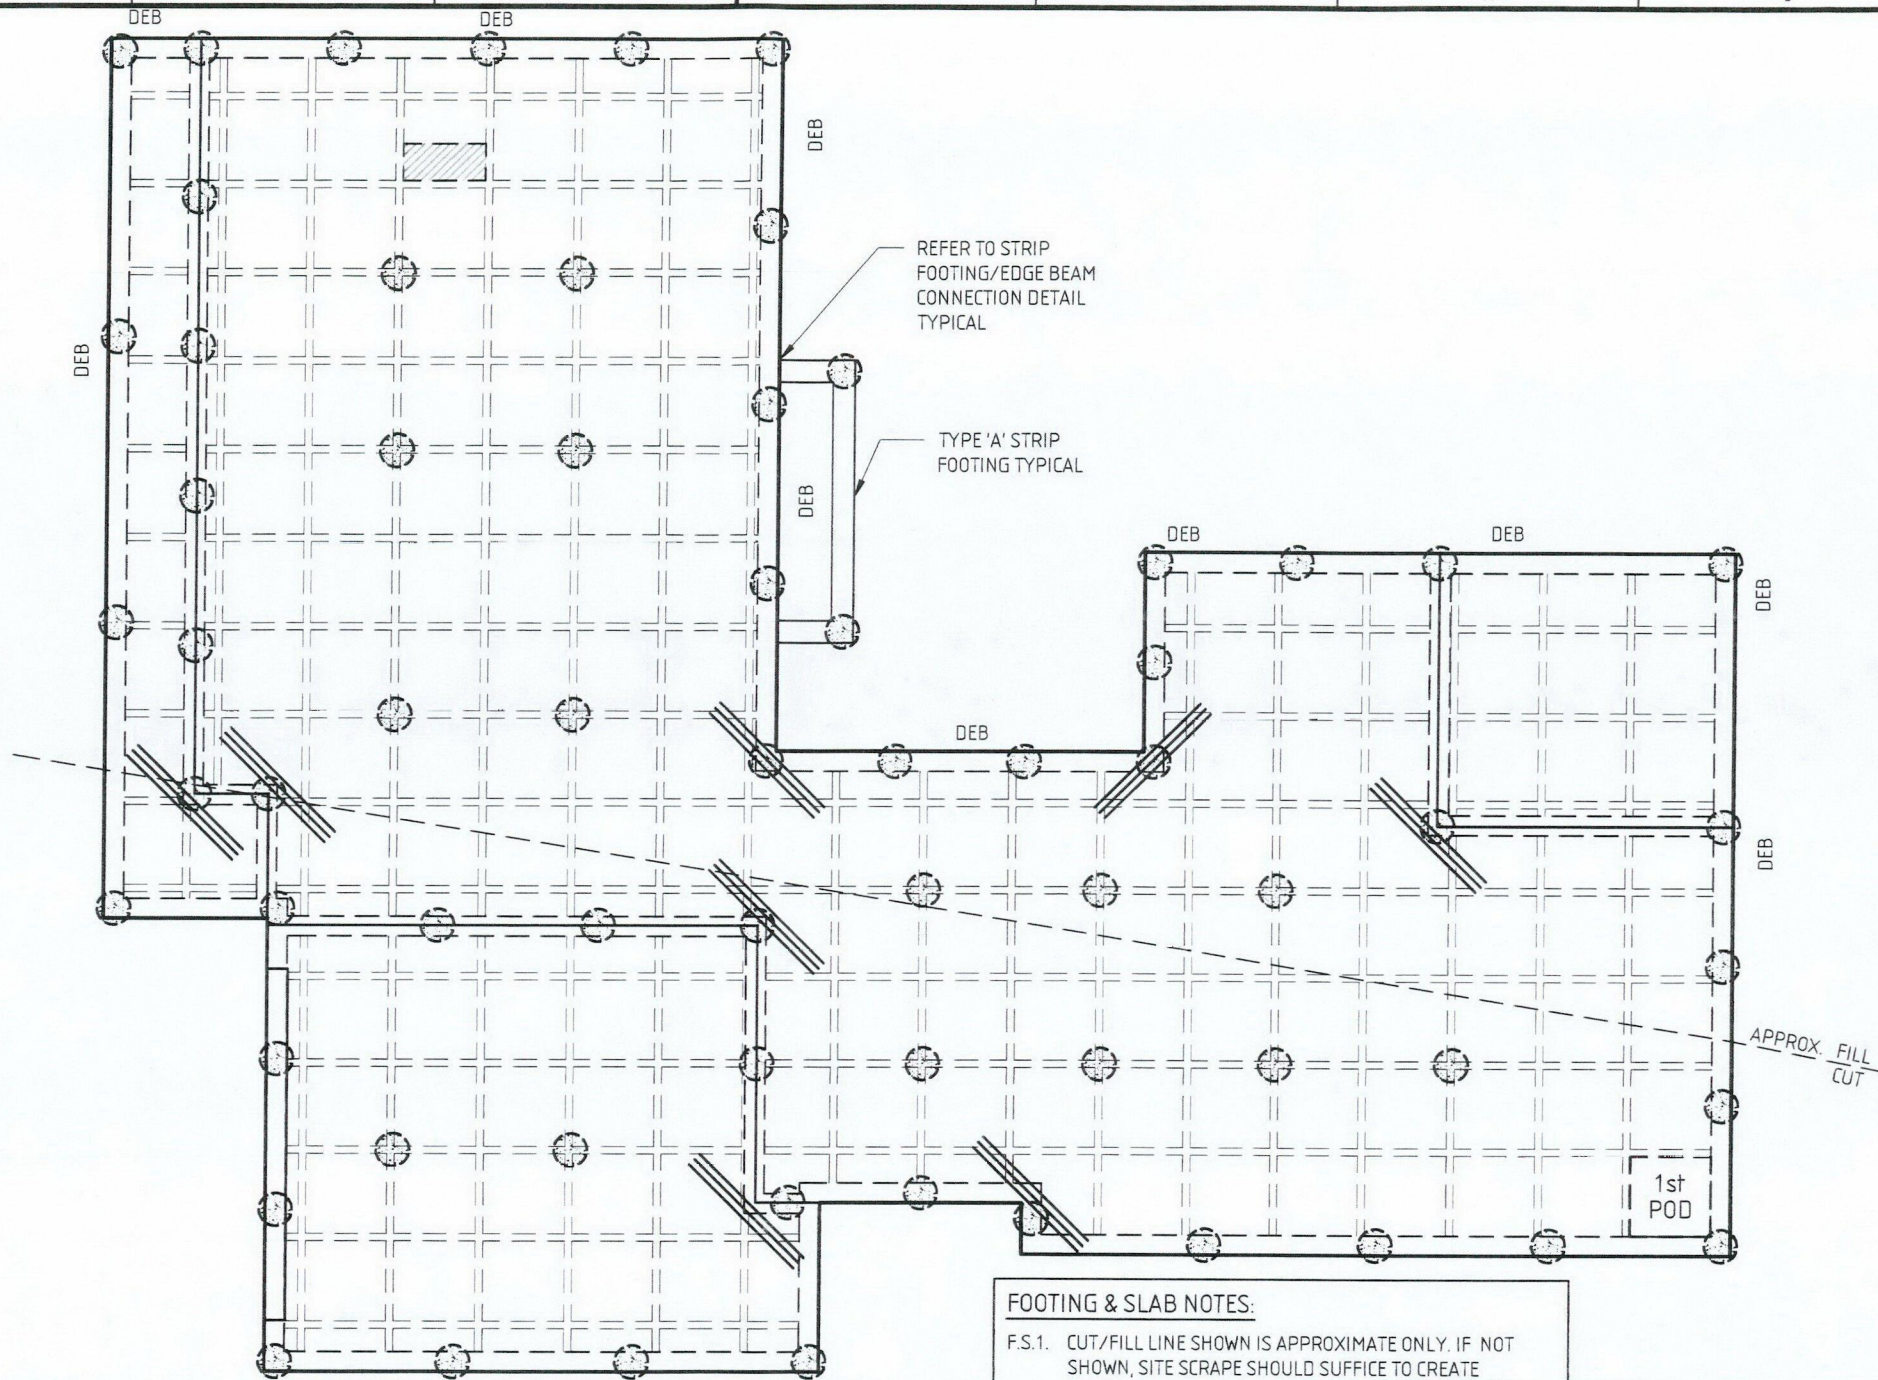 DEB
DEB
DEB
REFER TO STRIP
FOOTING/EDGE BEAM
CONNECTION DETAIL
TYPICAL
DEB
TYPE 'A' STRIP
FOOTING TYPICAL
DEB
DEB
DEB
DEB
DEB
DEB
APPROX. FILL
CUT
1st
POD
FOOTING & SLAB NOTES:
F.S.1. CUT/FILL LINE SHOWN IS APPROXIMATE ONLY. IF NOT
SHOWN, SITE SCRAPE SHOULD SUFFICE TO CREATE